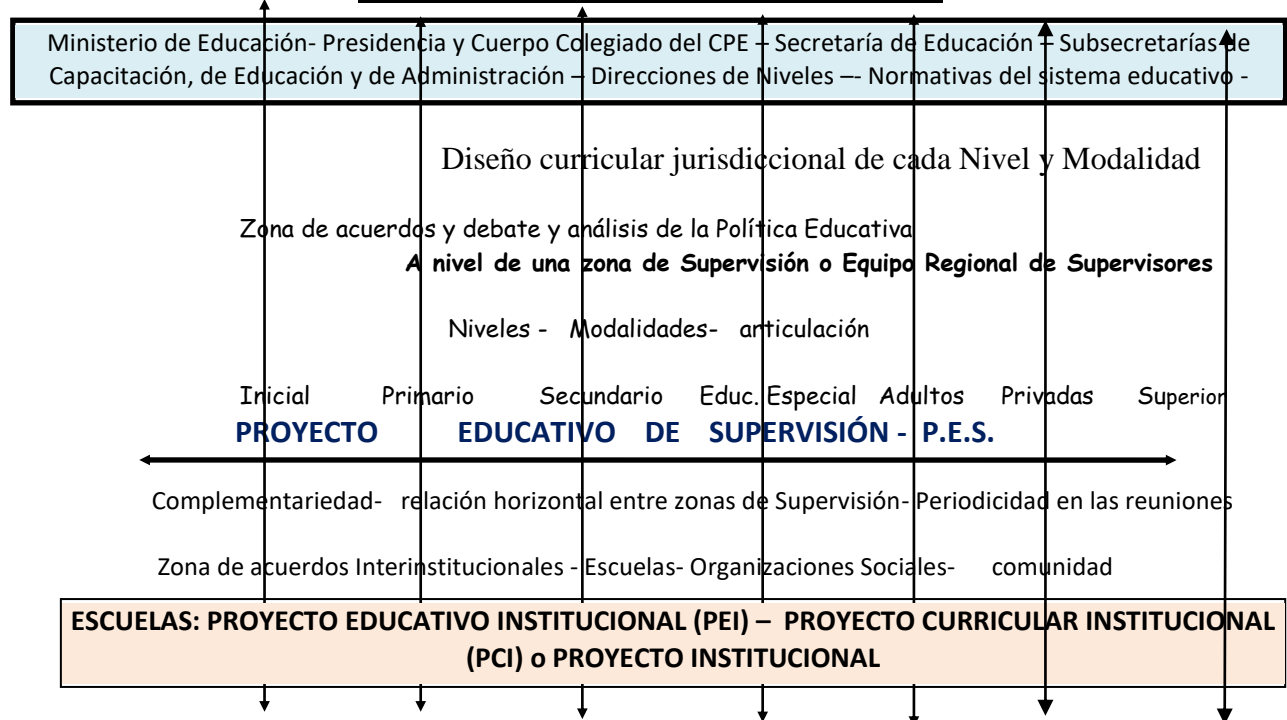 Ministerio de Educación- Presidencia y Cuerpo Colegiado del CPE – Secretaría de Educación – Subsecretarías de
Capacitación, de Educación y de Administración – Direcciones de Niveles –- Normativas del sistema educativo -
Diseño curricular jurisdiccional de cada Nivel y Modalidad
Zona de acuerdos y debate y análisis de la Política Educativa
A nivel de una zona de Supervisión o Equipo Regional de Supervisores
Niveles - Modalidades- articulación
Inicial Primario Secundario Educ. Especial Adultos Privadas Superior
PROYECTO EDUCATIVO DE SUPERVISIÓN - P.E.S.
Complementariedad- relación horizontal entre zonas de Supervisión- Periodicidad en las reuniones
Zona de acuerdos Interinstitucionales - Escuelas- Organizaciones Sociales- comunidad
ESCUELAS: PROYECTO EDUCATIVO INSTITUCIONAL (PEI) – PROYECTO CURRICULAR INSTITUCIONAL
(PCI) o PROYECTO INSTITUCIONAL